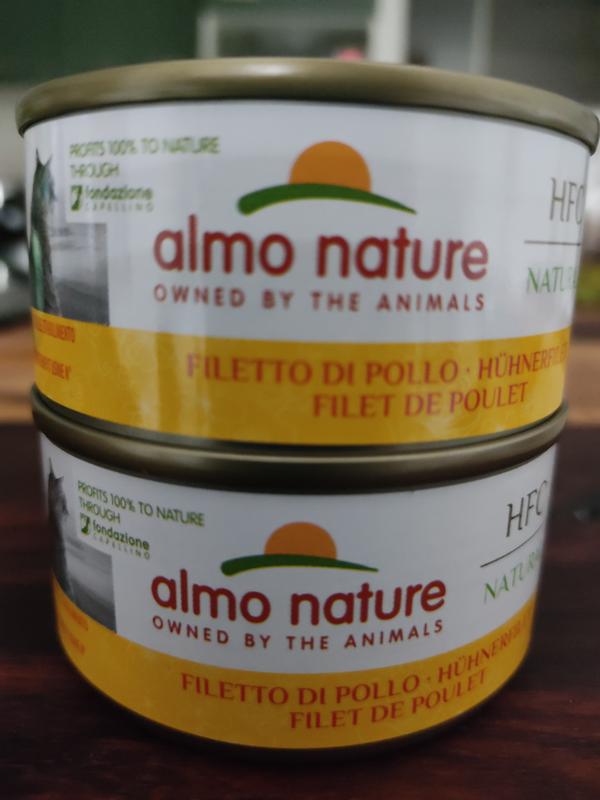 PROFITS 100% TO NATURE
THROUGH
fondazione
CAPELLINO
almo nature
OWNED BY THE ANIMALS
HFC
FILETTO DI POLLO ·
FILET DE POULET
PROFITS 100% TO NATURE
THROUGH
fondazione
CAPELLINO
almo nature
OWNED BY THE ANIMALS
HFC
FILETTO DI POLLO ·
FILET DE POULET